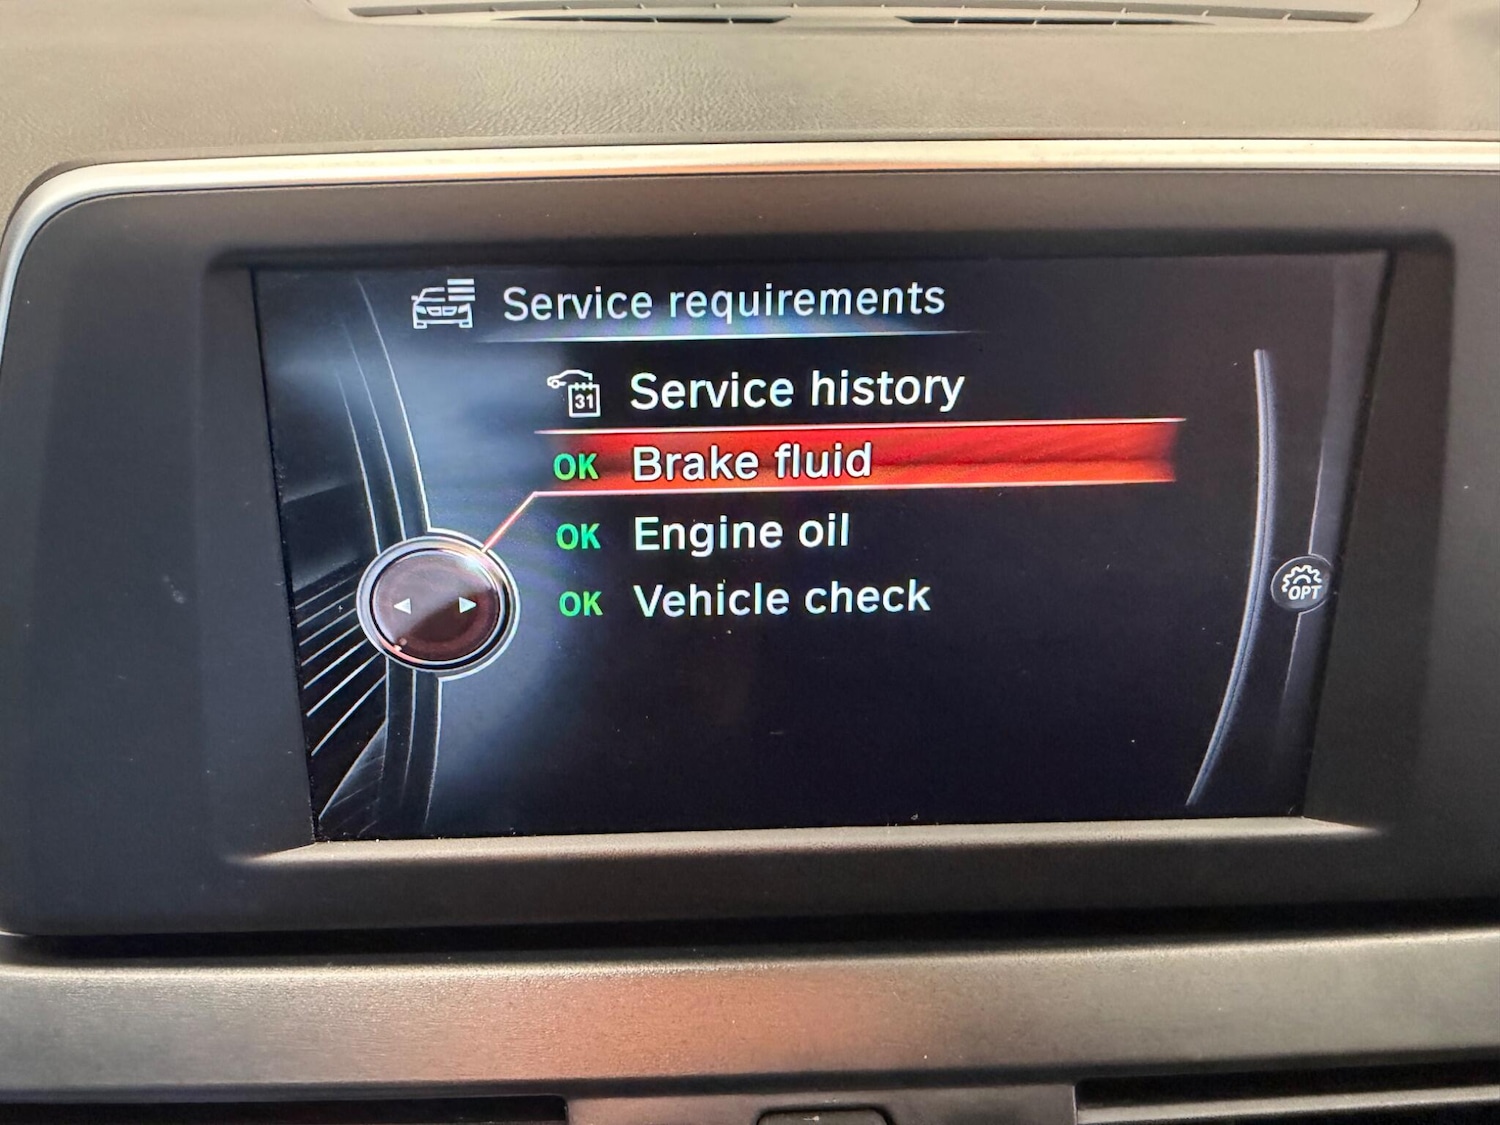 Service requirements
31 Service history
OK Brake fluid
OK Engine oil
OK Vehicle check
OPT